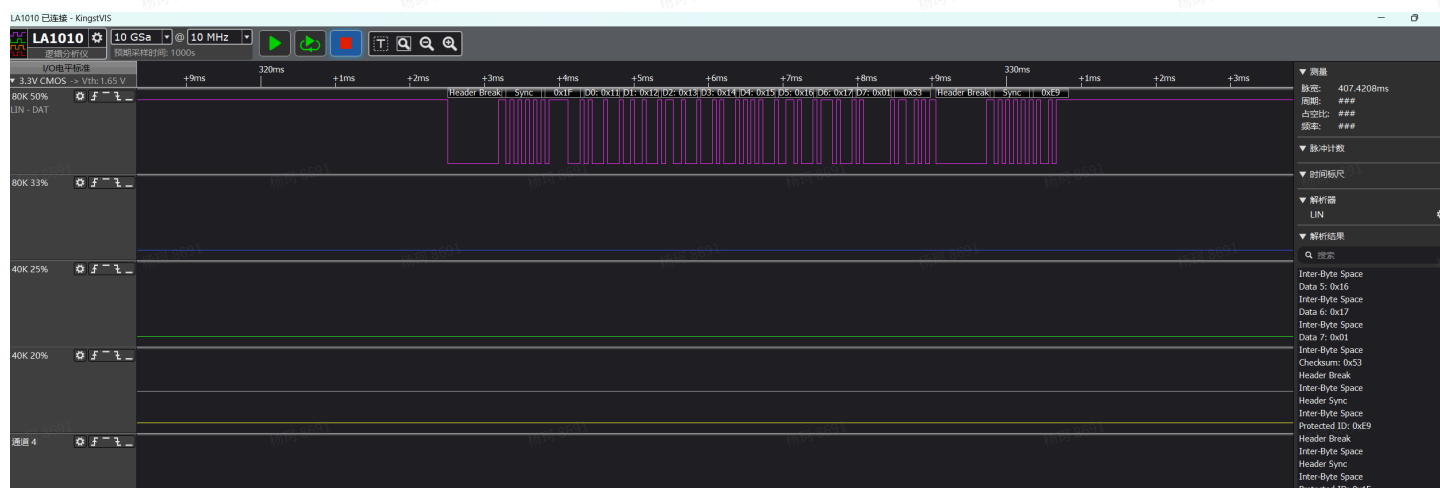 LA1010 已连接 - KingstVIS
LA1010 10 GSa @ 10 MHz
逻辑分析仪 预期采样时间: 1000s
I/O电平标准
3.3V CMOS -> Vth: 1.65 V
+9ms 320ms +1ms +2ms +3ms +4ms +5ms +6ms +7ms +8ms +9ms 330ms +1ms +2ms +3ms
80K 50%
LIN - DAT
Header Break Sync 0x1F D0: 0x11 D1: 0x12 D2: 0x13 D3: 0x14 D4: 0x15 D5: 0x16 D6: 0x17 D7: 0x01 0x53 Header Break Sync 0xE9
80K 33%
40K 25%
40K 20%
通道 4
测量
脉宽: 407.4208ms
周期: ###
占空比: ###
频率: ###
脉冲计数
时间标尺
解析器
LIN
解析结果
搜索
Inter-Byte Space
Data 5: 0x16
Inter-Byte Space
Data 6: 0x17
Inter-Byte Space
Data 7: 0x01
Inter-Byte Space
Checksum: 0x53
Header Break
Inter-Byte Space
Header Sync
Inter-Byte Space
Protected ID: 0xE9
Header Break
Inter-Byte Space
Header Sync
Inter-Byte Space
Protected ID: 0x1F
杨珂 8691